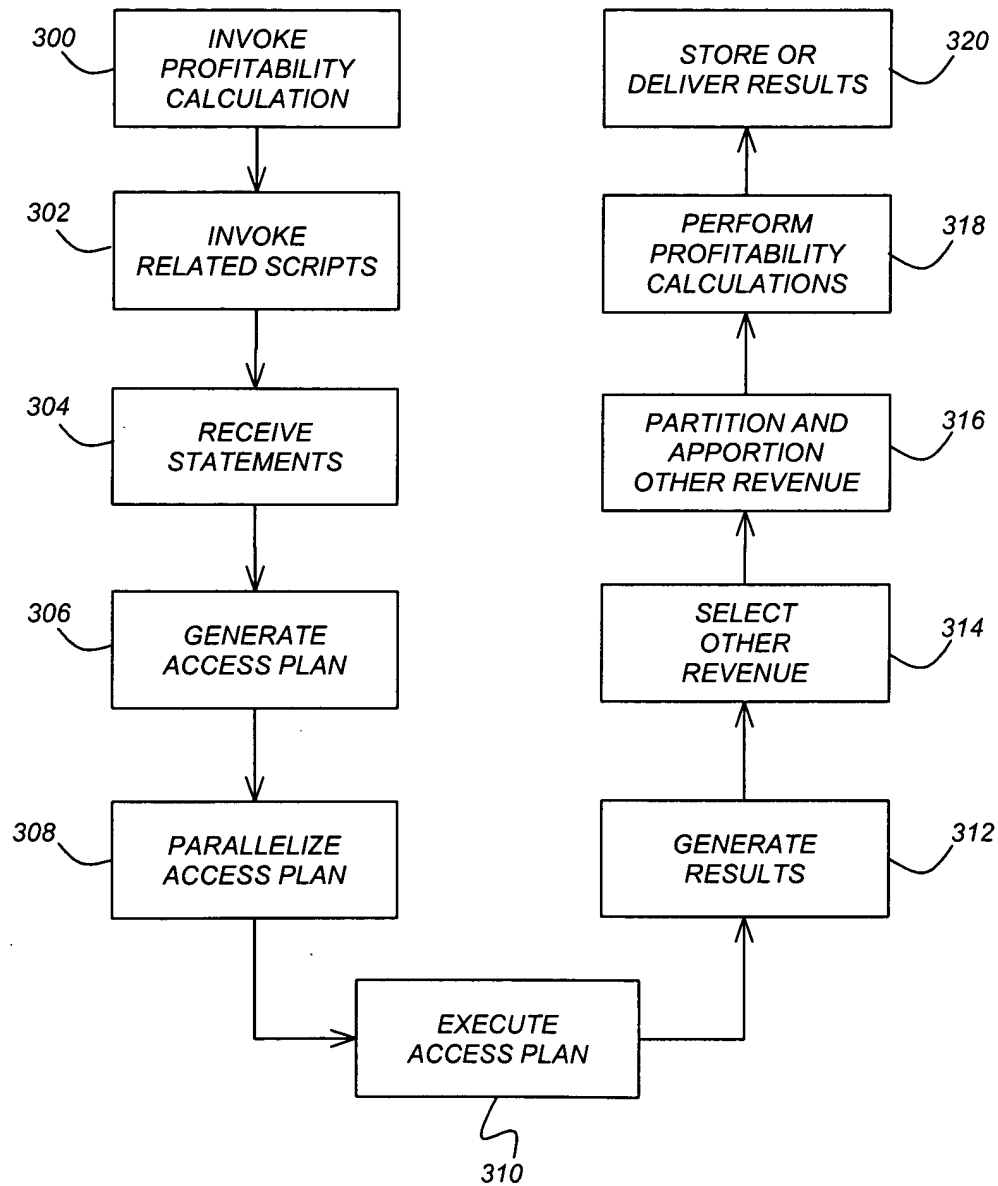 300
INVOKE
PROFITABILITY
CALCULATION
302
INVOKE
RELATED SCRIPTS
304
RECEIVE
STATEMENTS
306
GENERATE
ACCESS PLAN
308
PARALLELIZE
ACCESS PLAN
EXECUTE
ACCESS PLAN
310
GENERATE
RESULTS
312
SELECT
OTHER
REVENUE
314
PARTITION AND
APPORTION
OTHER REVENUE
316
PERFORM
PROFITABILITY
CALCULATIONS
318
STORE OR
DELIVER RESULTS
320